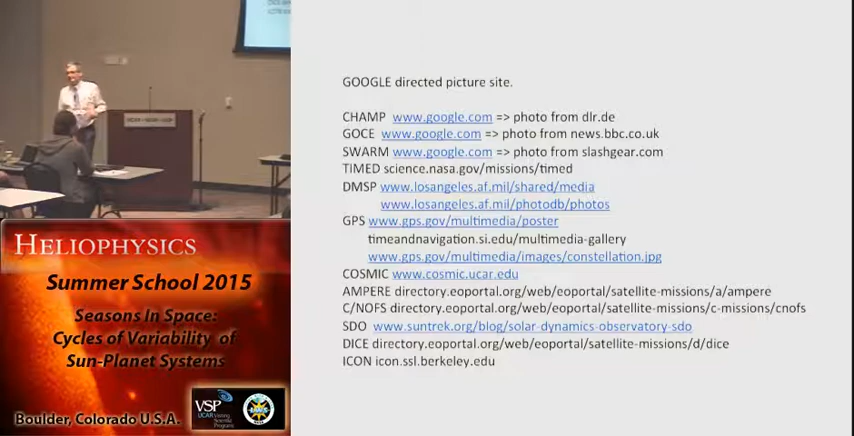 GOOGLE directed picture site.
CHAMP www.google.com => photo from dlr.de
GOCE www.google.com => photo from news.bbc.co.uk
SWARM www.google.com => photo from slashgear.com
TIMED science.nasa.gov/missions/timed
DMSP www.losangeles.af.mil/shared/media
www.losangeles.af.mil/photodb/photos
GPS www.gps.gov/multimedia/poster
timeandnavigation.si.edu/multimedia-gallery
www.gps.gov/multimedia/images/constellation.jpg
COSMIC www.cosmic.ucar.edu
AMPERE directory.eoportal.org/web/eoportal/satellite-missions/a/ampere
C/NOFS directory.eoportal.org/web/eoportal/satellite-missions/c-missions/cnofs
SDO www.suntrek.org/blog/solar-dynamics-observatory-sdo
DICE directory.eoportal.org/web/eoportal/satellite-missions/d/dice
ICON icon.ssl.berkeley.edu
HELIOPHYSICS
Summer School 2015
Seasons In Space:
Cycles of Variability of
Sun-Planet Systems
Boulder, Colorado U.S.A.
VSP
UCAR Visiting
Scientist
Programs